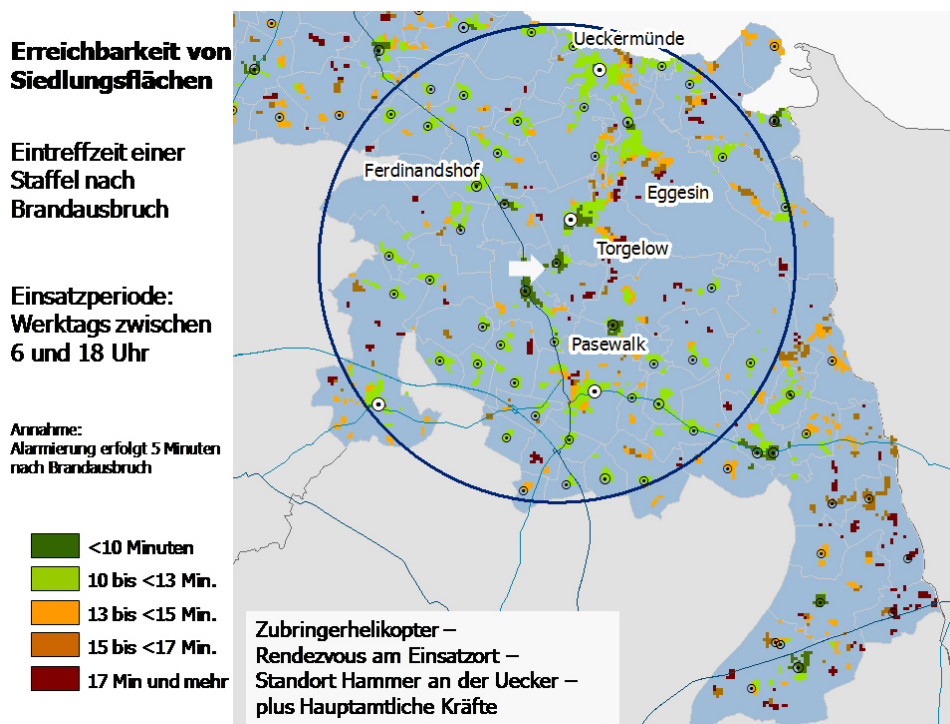 Erreichbarkeit von
Siedlungsflächen
Eintreffzeit einer
Staffel nach
Brandausbruch
Einsatzperiode:
Werktags zwischen
6 und 18 Uhr
Annahme:
Alarmierung erfolgt 5 Minuten
nach Brandausbruch
<10 Minuten
10 bis <13 Min.
13 bis <15 Min.
15 bis <17 Min.
17 Min und mehr
Ueckermünde
Ferdinandshof
Eggesin
Torgelow
Pasewalk
Zubringerhelikopter –
Rendezvous am Einsatzort –
Standort Hammer an der Uecker –
plus Hauptamtliche Kräfte